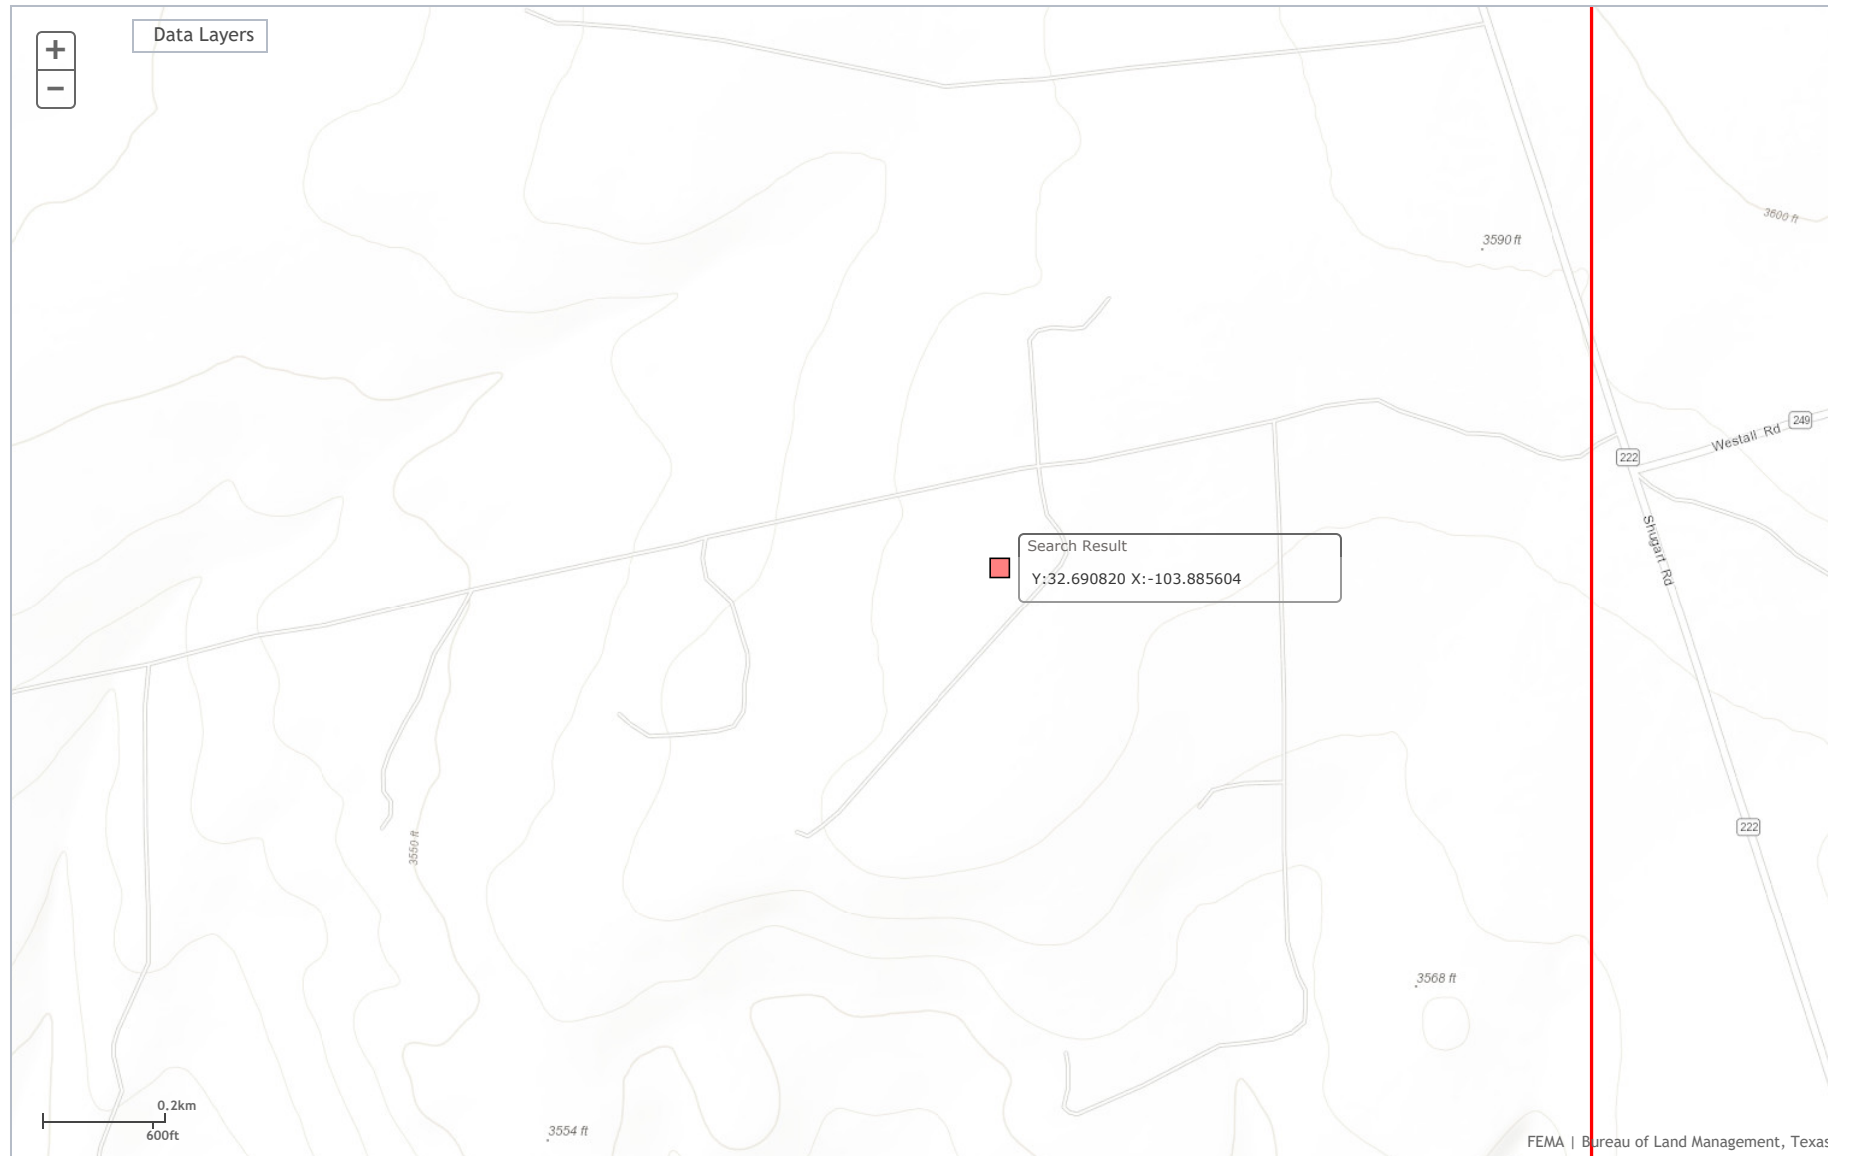 +
Data Layers
−
3600 ft
3590 ft
249
Westall Rd
222
Shugart Rd
Search Result
Y:32.690820 X:-103.885604
3550 ft
222
3568 ft
0.2km
600ft
3554 ft
FEMA | Bureau of Land Management, Texas